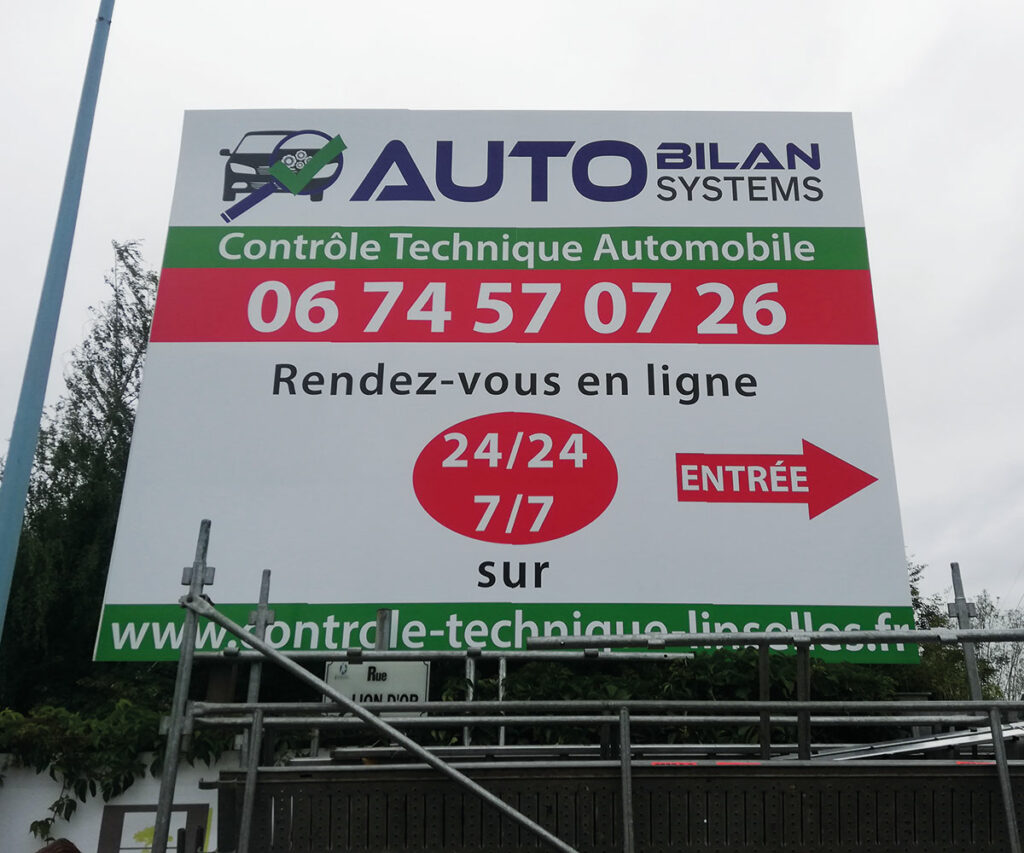 AUTO BILAN
SYSTEMS
Contrôle Technique Automobile
06 74 57 07 26
Rendez-vous en ligne
24/24
7/7
ENTRÉE
sur
www.controle-technique-linselles.fr
Rue
LION D'OR